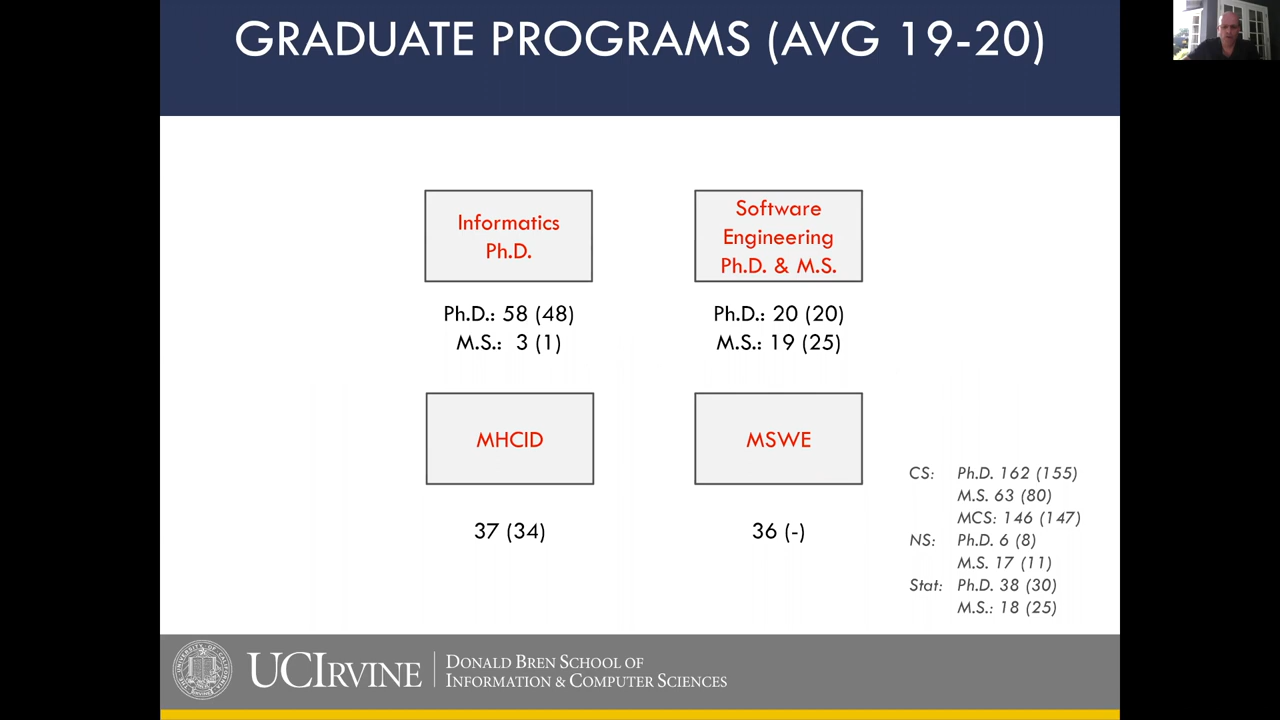 GRADUATE PROGRAMS (AVG 19-20)
Informatics
Ph.D.
Software
Engineering
Ph.D. & M.S.
Ph.D.: 58 (48)
M.S.: 3 (1)
Ph.D.: 20 (20)
M.S.: 19 (25)
MHCID
MSWE
37 (34)
36 (-)
CS: Ph.D. 162 (155)
M.S. 63 (80)
MCS: 146 (147)
NS: Ph.D. 6 (8)
M.S. 17 (11)
Stat: Ph.D. 38 (30)
M.S.: 18 (25)
UCIRVINE
DONALD BREN SCHOOL OF
INFORMATION & COMPUTER SCIENCES